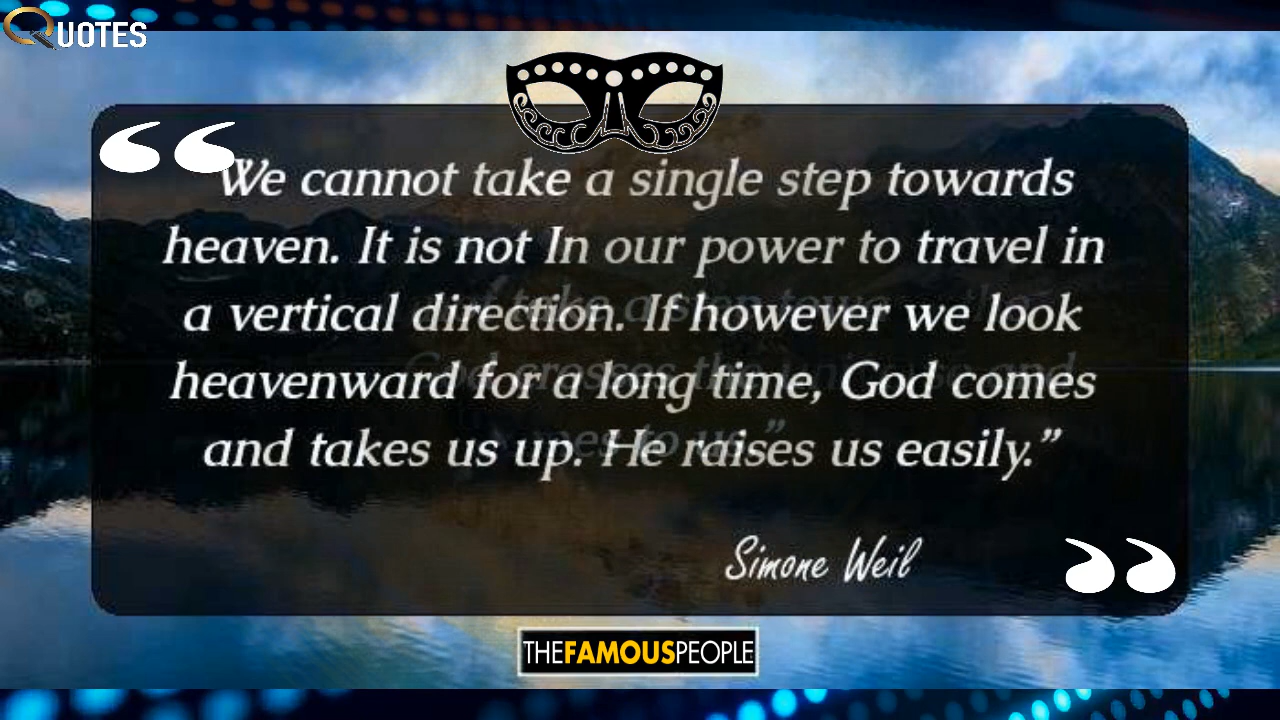 QUOTES
“We cannot take a single step towards
heaven. It is not In our power to travel in
a vertical direction. If however we look
heavenward for a long time, God comes
and takes us up. He raises us easily.”
Simone Weil
THEFAMOUSPEOPLE